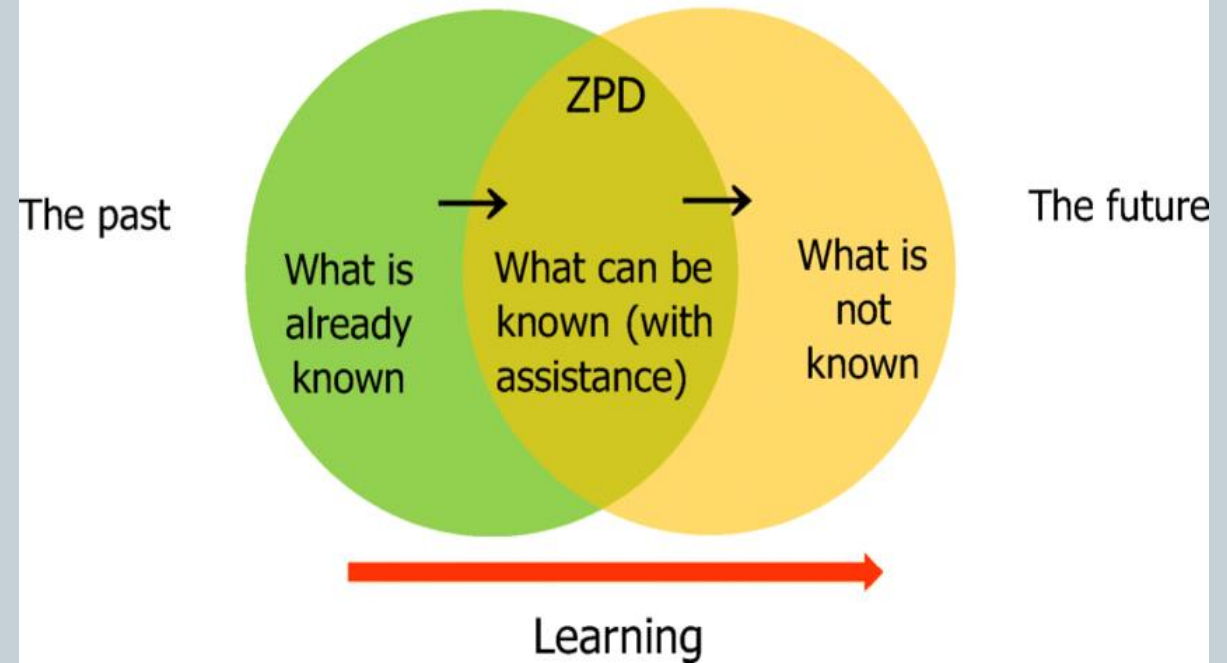 ZPD
The past
The future
What is
already
known
What can be
known (with
assistance)
What is
not
known
Learning